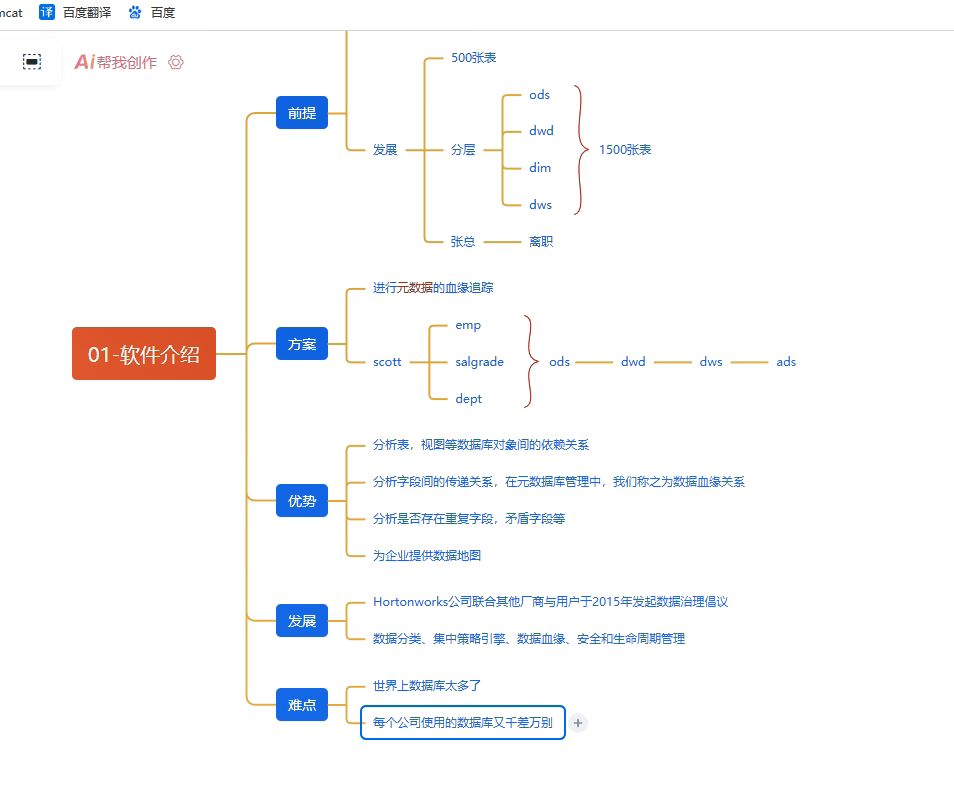 mcat 译 百度翻译 百度
Ai帮我创作
01-软件介绍
前提
发展
500张表
分层
ods
dwd
dim
dws
1500张表
张总
离职
方案
进行元数据的血缘追踪
scott
emp
salgrade
dept
ods
dwd
dws
ads
优势
分析表，视图等数据库对象间的依赖关系
分析字段间的传递关系，在元数据库管理中，我们称之为数据血缘关系
分析是否存在重复字段，矛盾字段等
为企业提供数据地图
发展
Hortonworks公司联合其他厂商与用户于2015年发起数据治理倡议
数据分类、集中策略引擎、数据血缘、安全和生命周期管理
难点
世界上数据库太多了
每个公司使用的数据库又千差万别